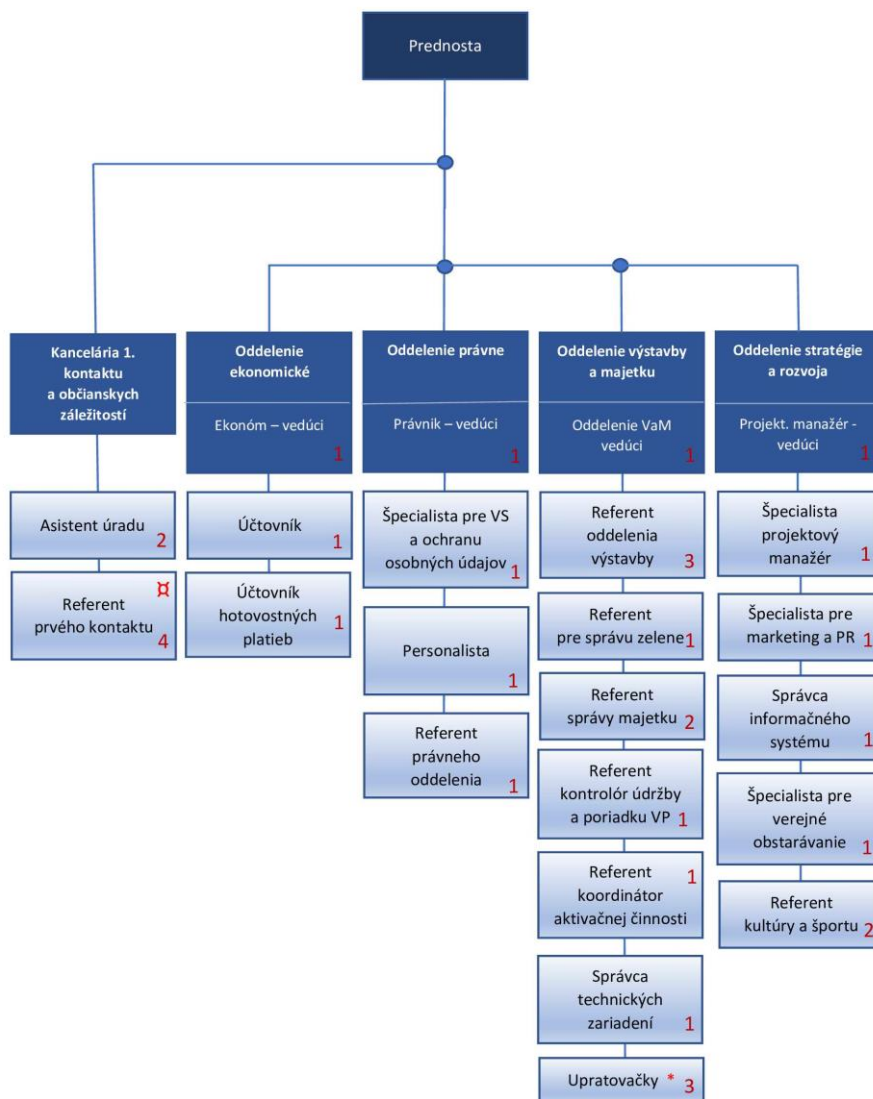 Prednosta
Kancelária 1.
kontaktu
a občianskych
záležitostí
Asistent úradu
2
¤
Referent
prvého kontaktu
4
Oddelenie
ekonomické
Ekonóm – vedúci
1
Účtovník
1
Účtovník
hotovostných
platieb
1
Oddelenie právne
Právnik – vedúci
1
Špecialista pre VS
a ochranu
osobných údajov
1
Personalista
1
Referent
právneho
oddelenia
1
Oddelenie výstavby
a majetku
Oddelenie VaM
vedúci
1
Referent
oddelenia
výstavby
3
Referent
pre správu zelene
1
Referent
správy majetku
2
Referent
kontrolór údržby
a poriadku VP
1
Referent
koordinátor
aktivačnej činnosti
1
Správca
technických
zariadení
1
Upratovačky * 3
Oddelenie stratégie
a rozvoja
Projekt. manažér -
vedúci
1
Špecialista
projektový
manažér
1
Špecialista pre
marketing a PR
1
Správca
informačného
systému
1
Špecialista pre
verejné
obstarávanie
1
Referent
kultúry a športu
2